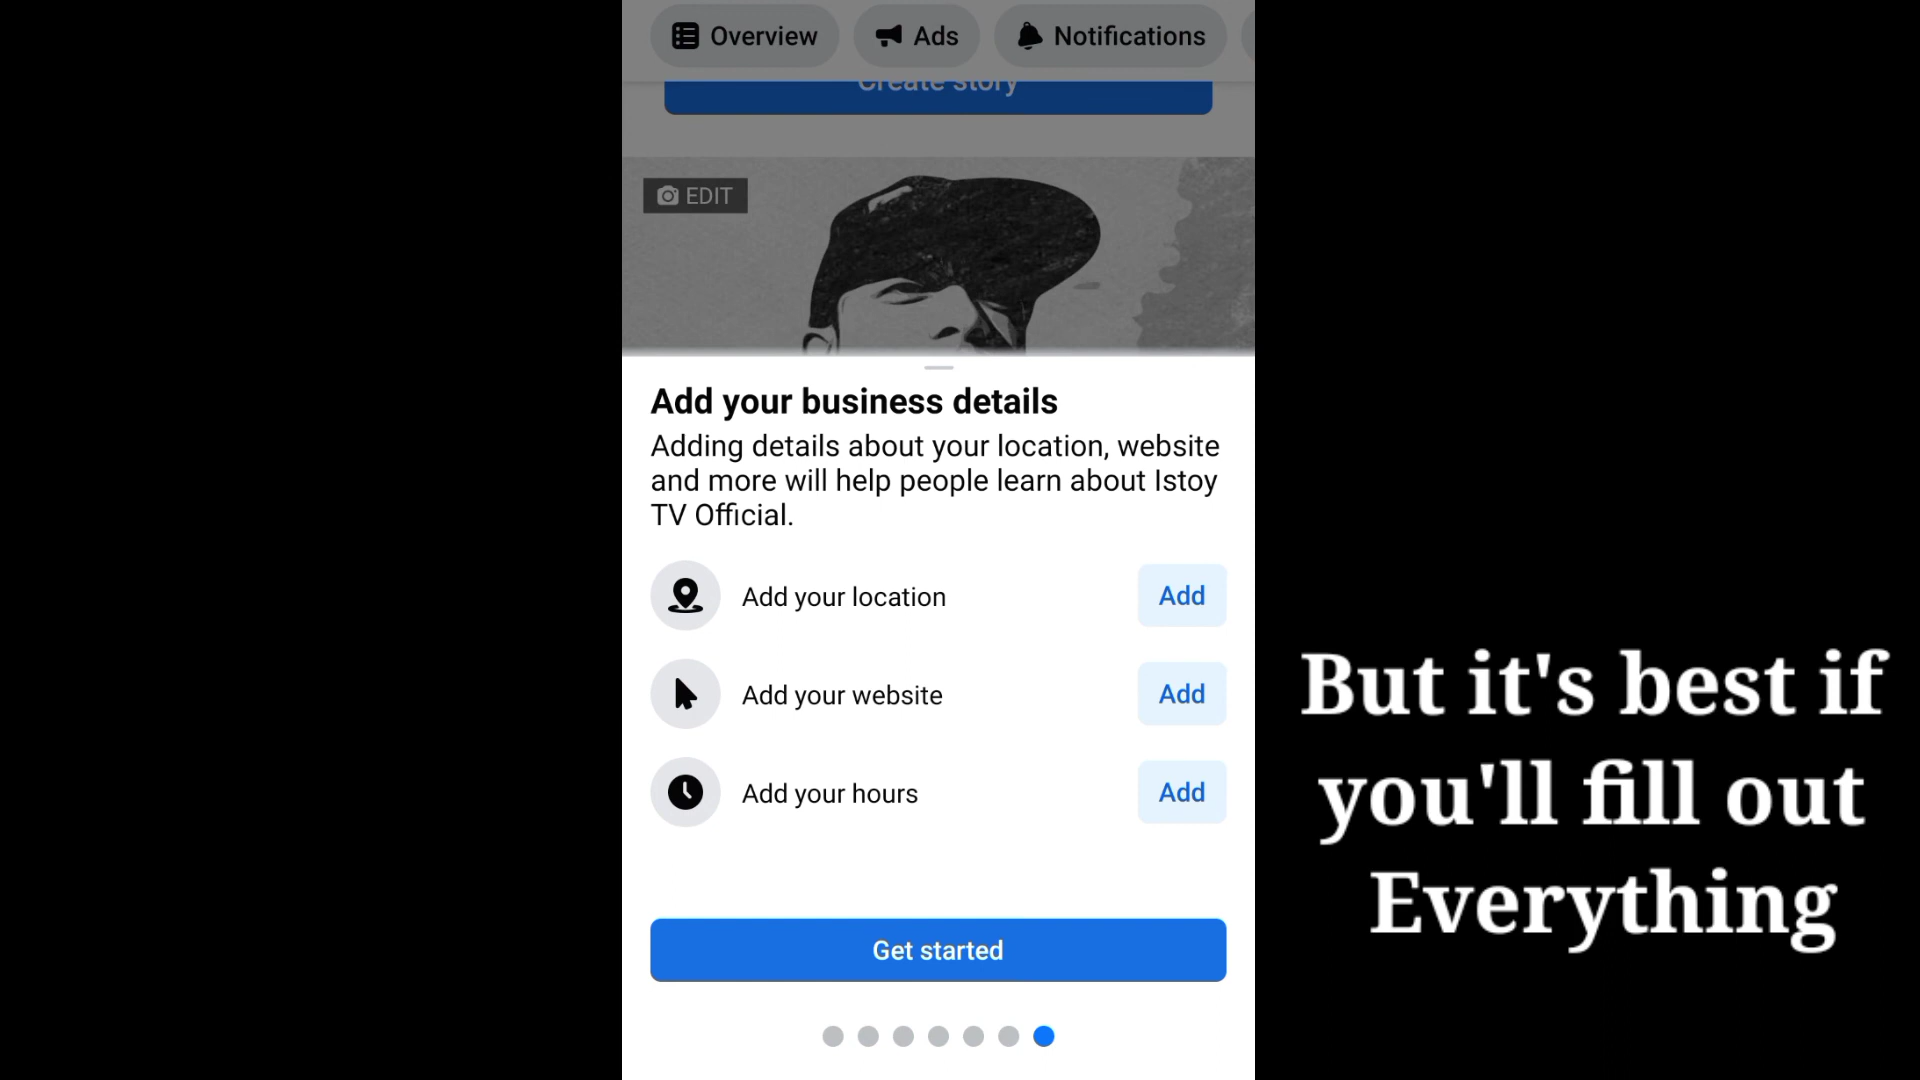 Overview
Ads
Notifications
Create story
EDIT
Add your business details
Adding details about your location, website
and more will help people learn about Istoy
TV Official.
Add your location
Add
Add your website
Add
Add your hours
Add
Get started
But it's best if
you'll fill out
Everything